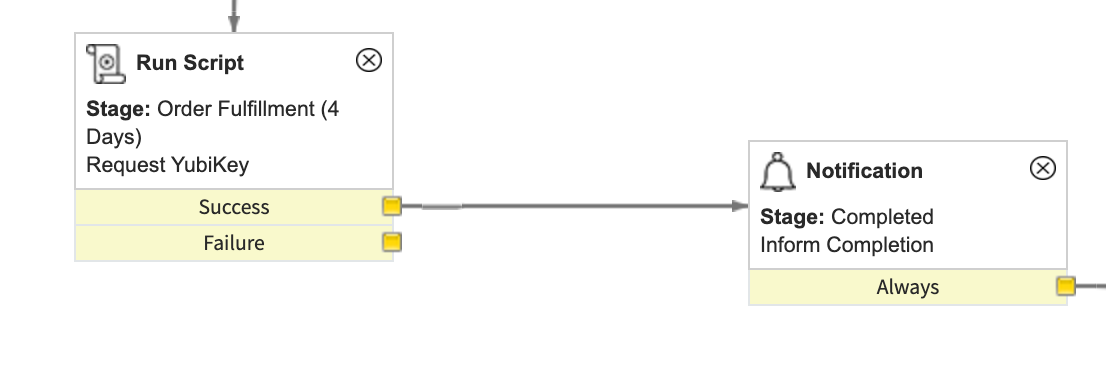 Run Script
Stage: Order Fulfillment (4
Days)
Request YubiKey
Success
Failure
Notification
Stage: Completed
Inform Completion
Always